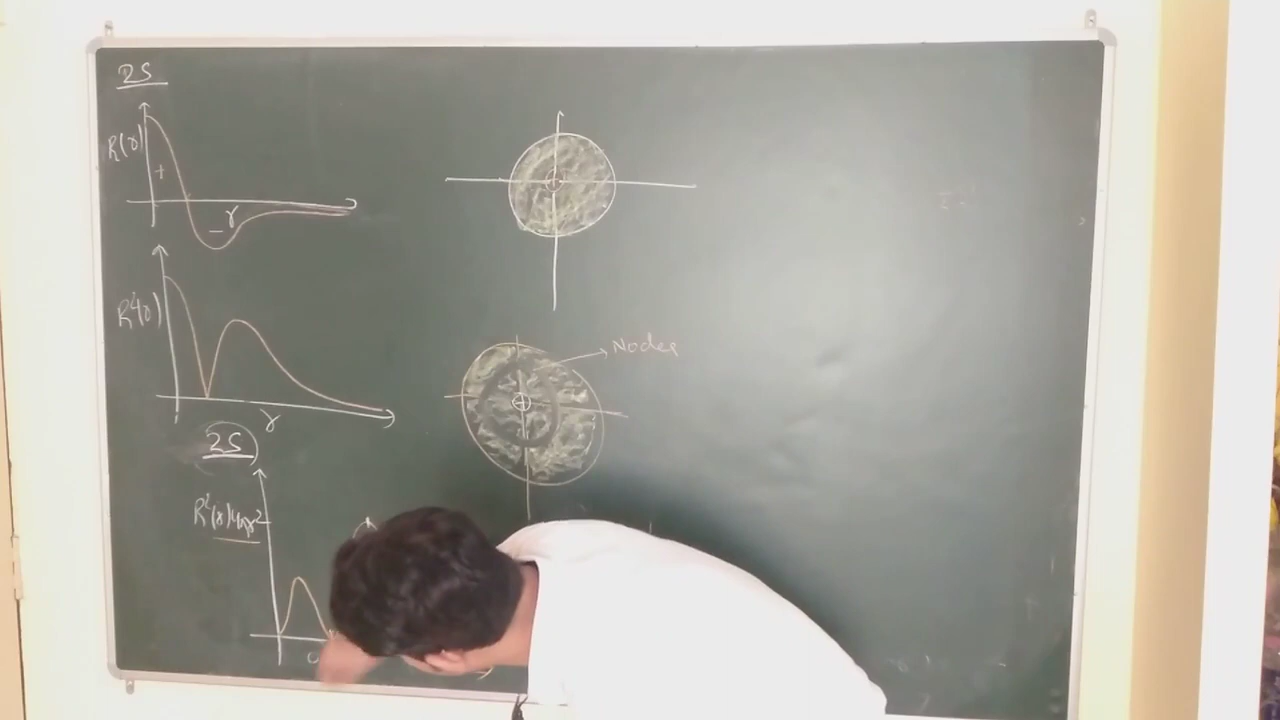 2S
R(r)
+
- r
R²(r)
r
Nodes
2S
R²(r)4πr²